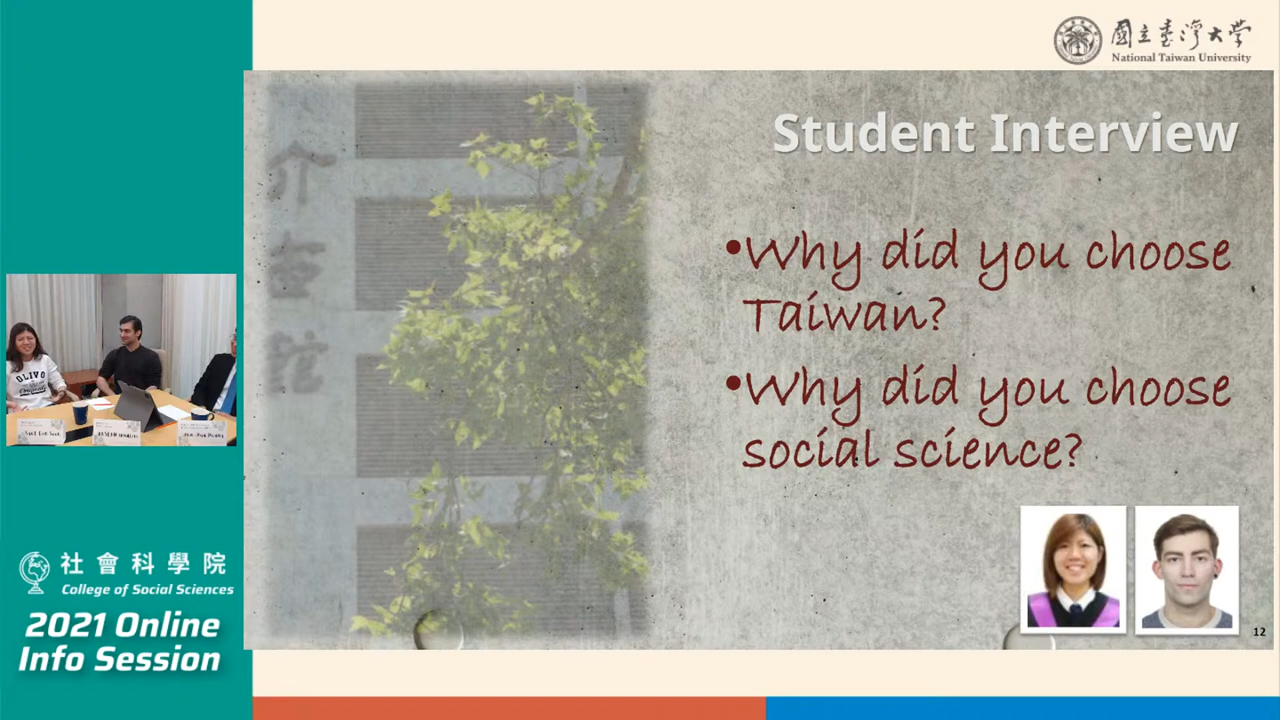 國立臺灣大學
National Taiwan University
Student Interview
•Why did you choose
Taiwan?
•Why did you choose
social science?
12
OLIVO
社會科學院
College of Social Sciences
2021 Online
Info Session